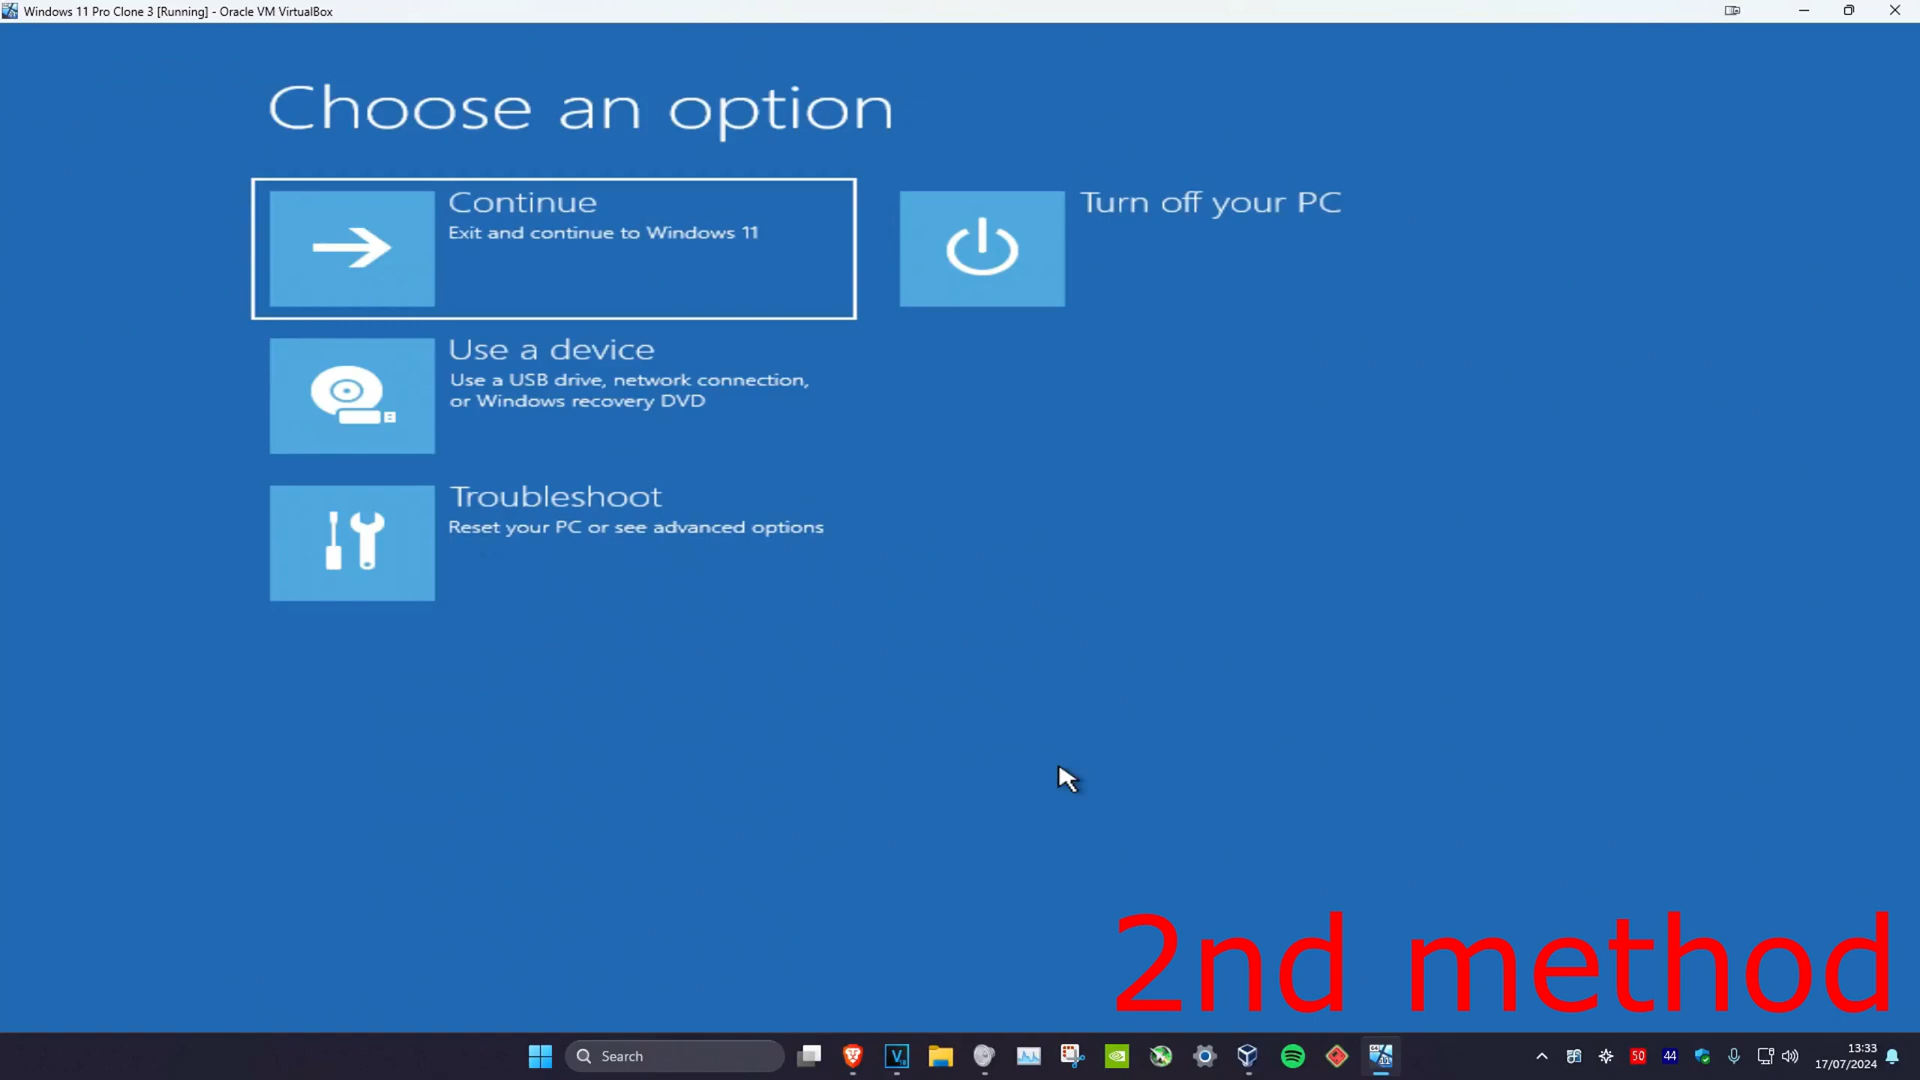 Windows 11 Pro Clone 3 [Running] - Oracle VM VirtualBox
Choose an option
Continue
Exit and continue to Windows 11
Turn off your PC
Use a device
Use a USB drive, network connection,
or Windows recovery DVD
Troubleshoot
Reset your PC or see advanced options
2nd method
Search
50
44
13:33
17/07/2024